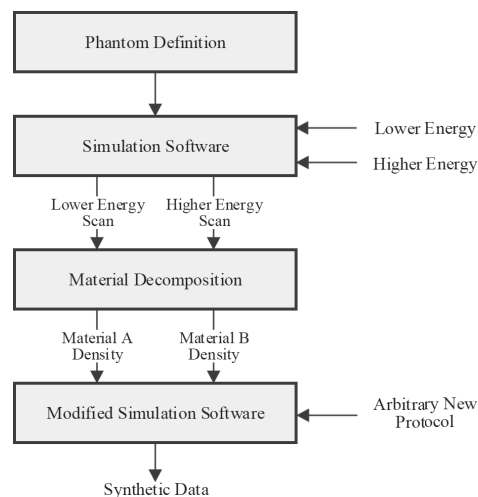 Phantom Definition
Simulation Software
Lower Energy
Higher Energy
Lower Energy
Scan
Higher Energy
Scan
Material Decomposition
Material A
Density
Material B
Density
Modified Simulation Software
Arbitrary New
Protocol
Synthetic Data